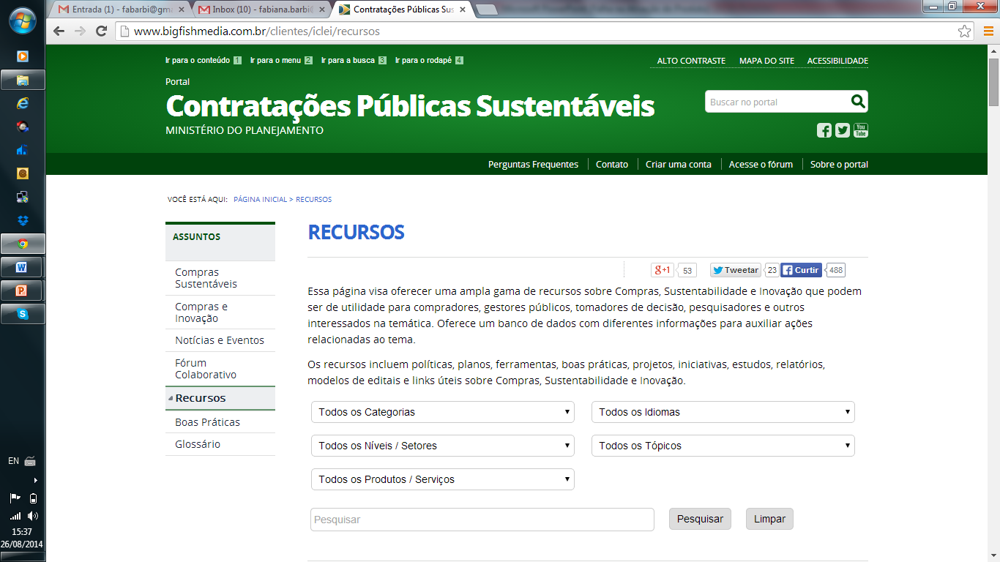 Entrada (1) - fabarbi@gma
Inbox (10) - fabiana.barbi@
Contratações Públicas Sus
www.bigfishmedia.com.br/clientes/iclei/recursos
Ir para o conteúdo 1 Ir para o menu 2 Ir para a busca 3 Ir para o rodapé 4
ALTO CONTRASTE MAPA DO SITE ACESSIBILIDADE
Portal
Contratações Públicas Sustentáveis
MINISTÉRIO DO PLANEJAMENTO
Buscar no portal
You Tube
Perguntas Frequentes Contato Criar uma conta Acesse o fórum Sobre o portal
VOCÊ ESTÁ AQUI: PÁGINA INICIAL > RECURSOS
ASSUNTOS
Compras
Sustentáveis
Compras e
Inovação
Notícias e Eventos
Fórum
Colaborativo
Recursos
Boas Práticas
Glossário
RECURSOS
g+1 53 Tweetar 23 Curtir 488
Essa página visa oferecer uma ampla gama de recursos sobre Compras, Sustentabilidade e Inovação que podem
ser de utilidade para compradores, gestores públicos, tomadores de decisão, pesquisadores e outros
interessados na temática. Oferece um banco de dados com diferentes informações para auxiliar ações
relacionadas ao tema.
Os recursos incluem políticas, planos, ferramentas, boas práticas, projetos, iniciativas, estudos, relatórios,
modelos de editais e links úteis sobre Compras, Sustentabilidade e Inovação.
Todos os Categorias Todos os Idiomas
Todos os Níveis / Setores Todos os Tópicos
Todos os Produtos / Serviços
Pesquisar Pesquisar Limpar
EN
15:37
26/08/2014